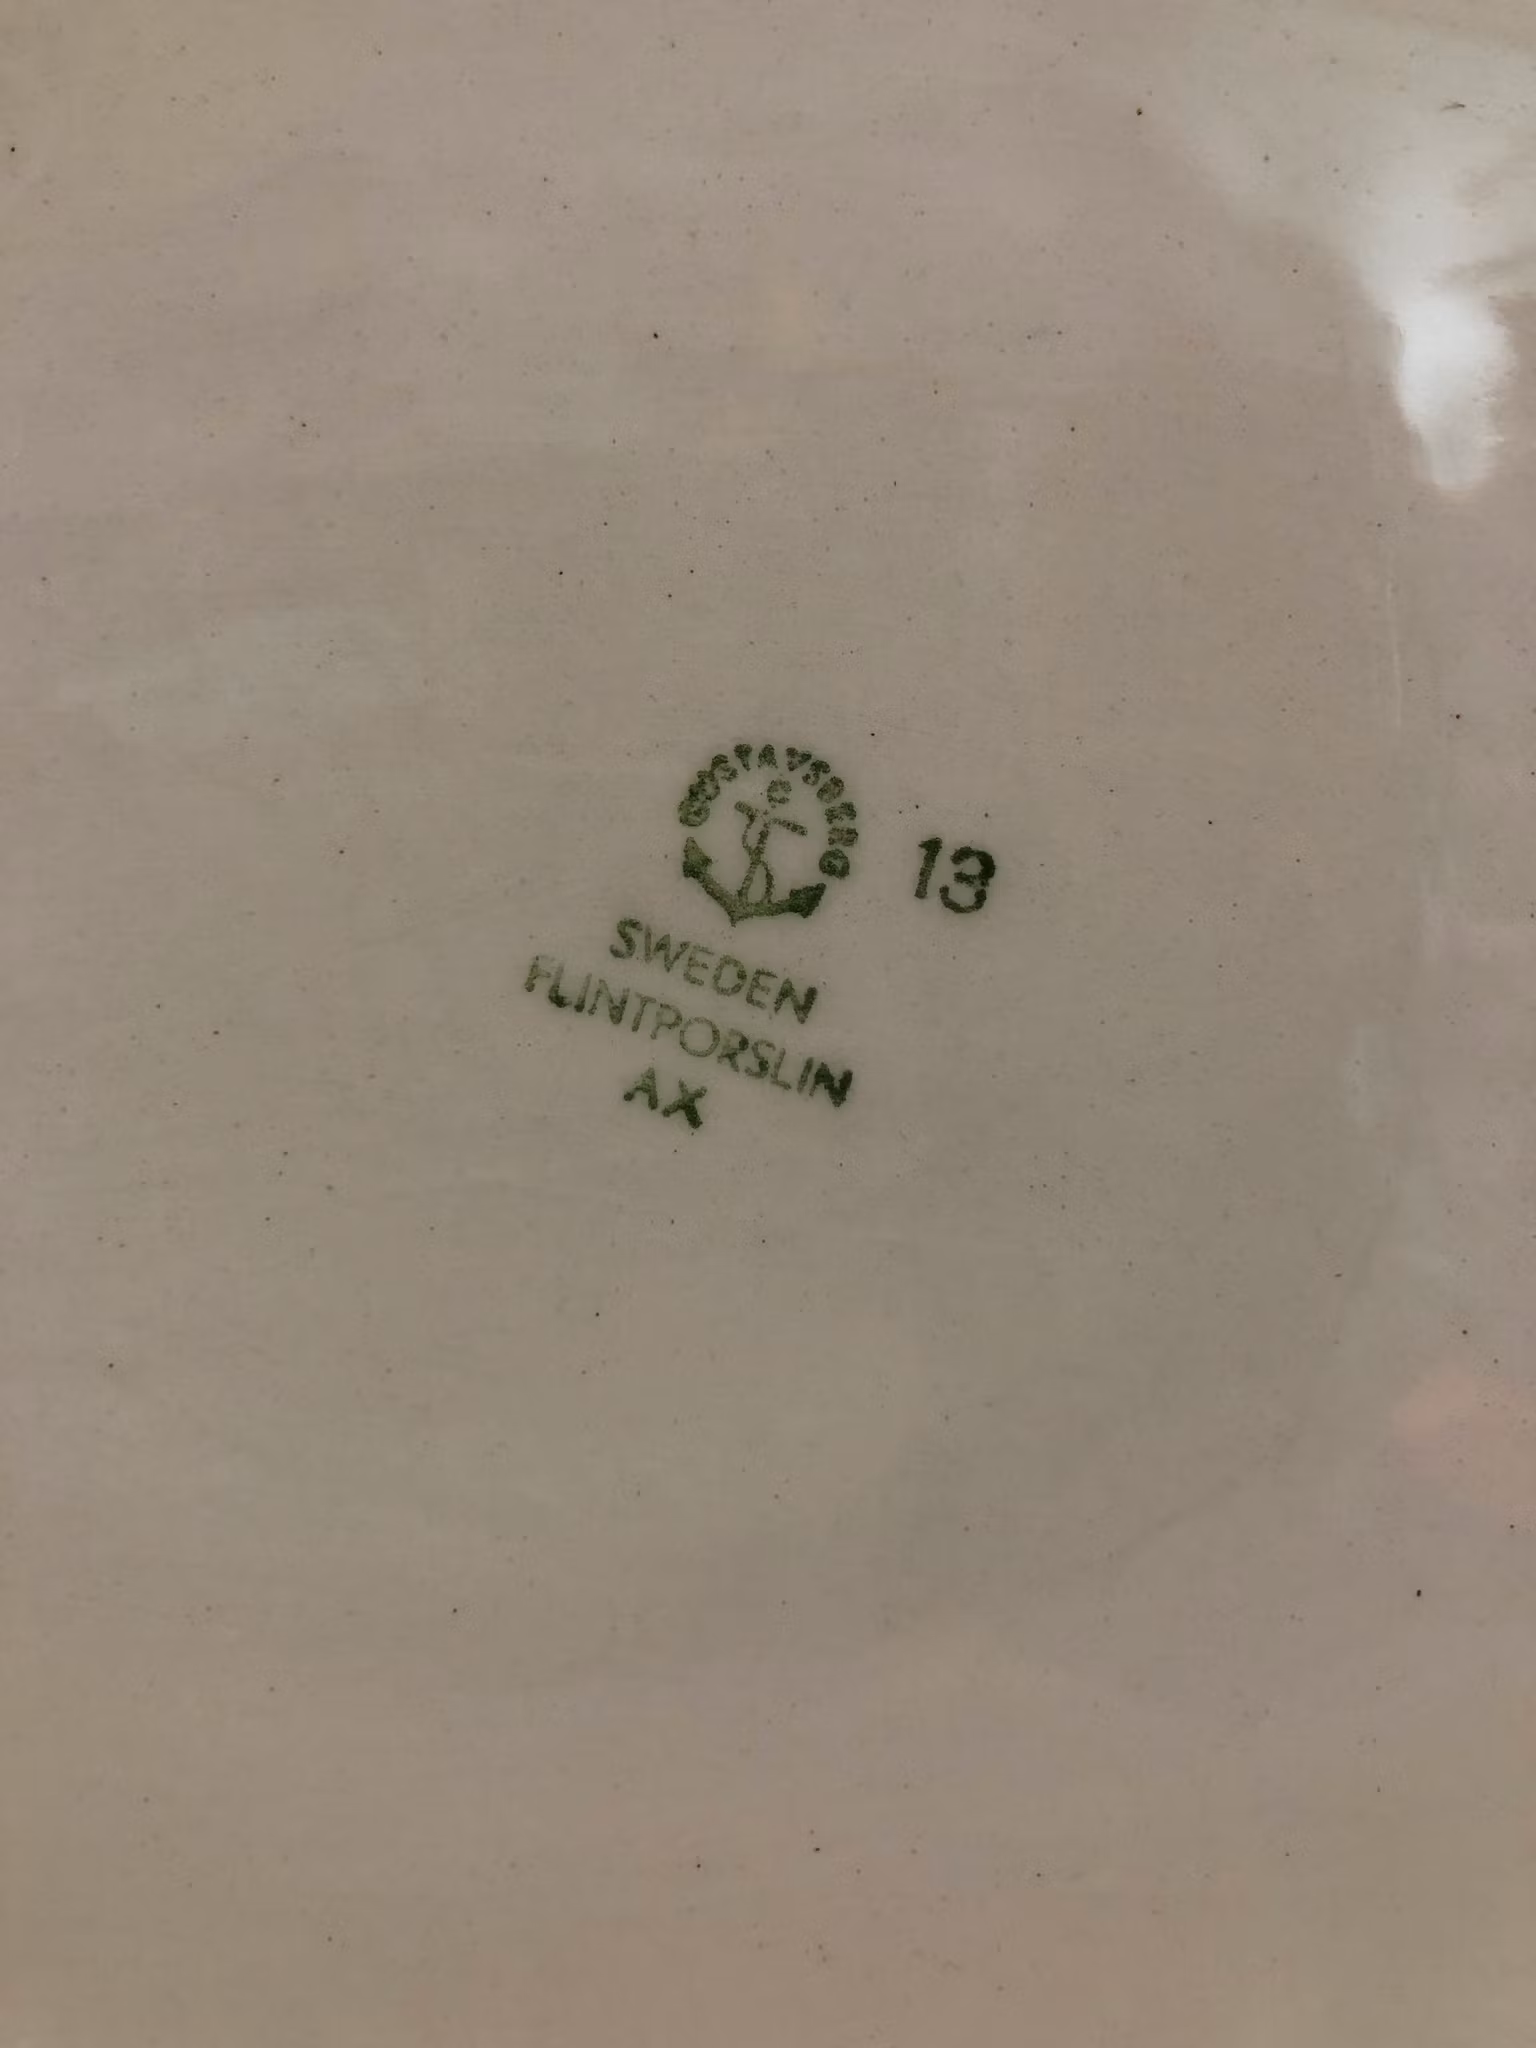 GUSTAVSBERG
13
SWEDEN
FLINTPORSLIN
AX